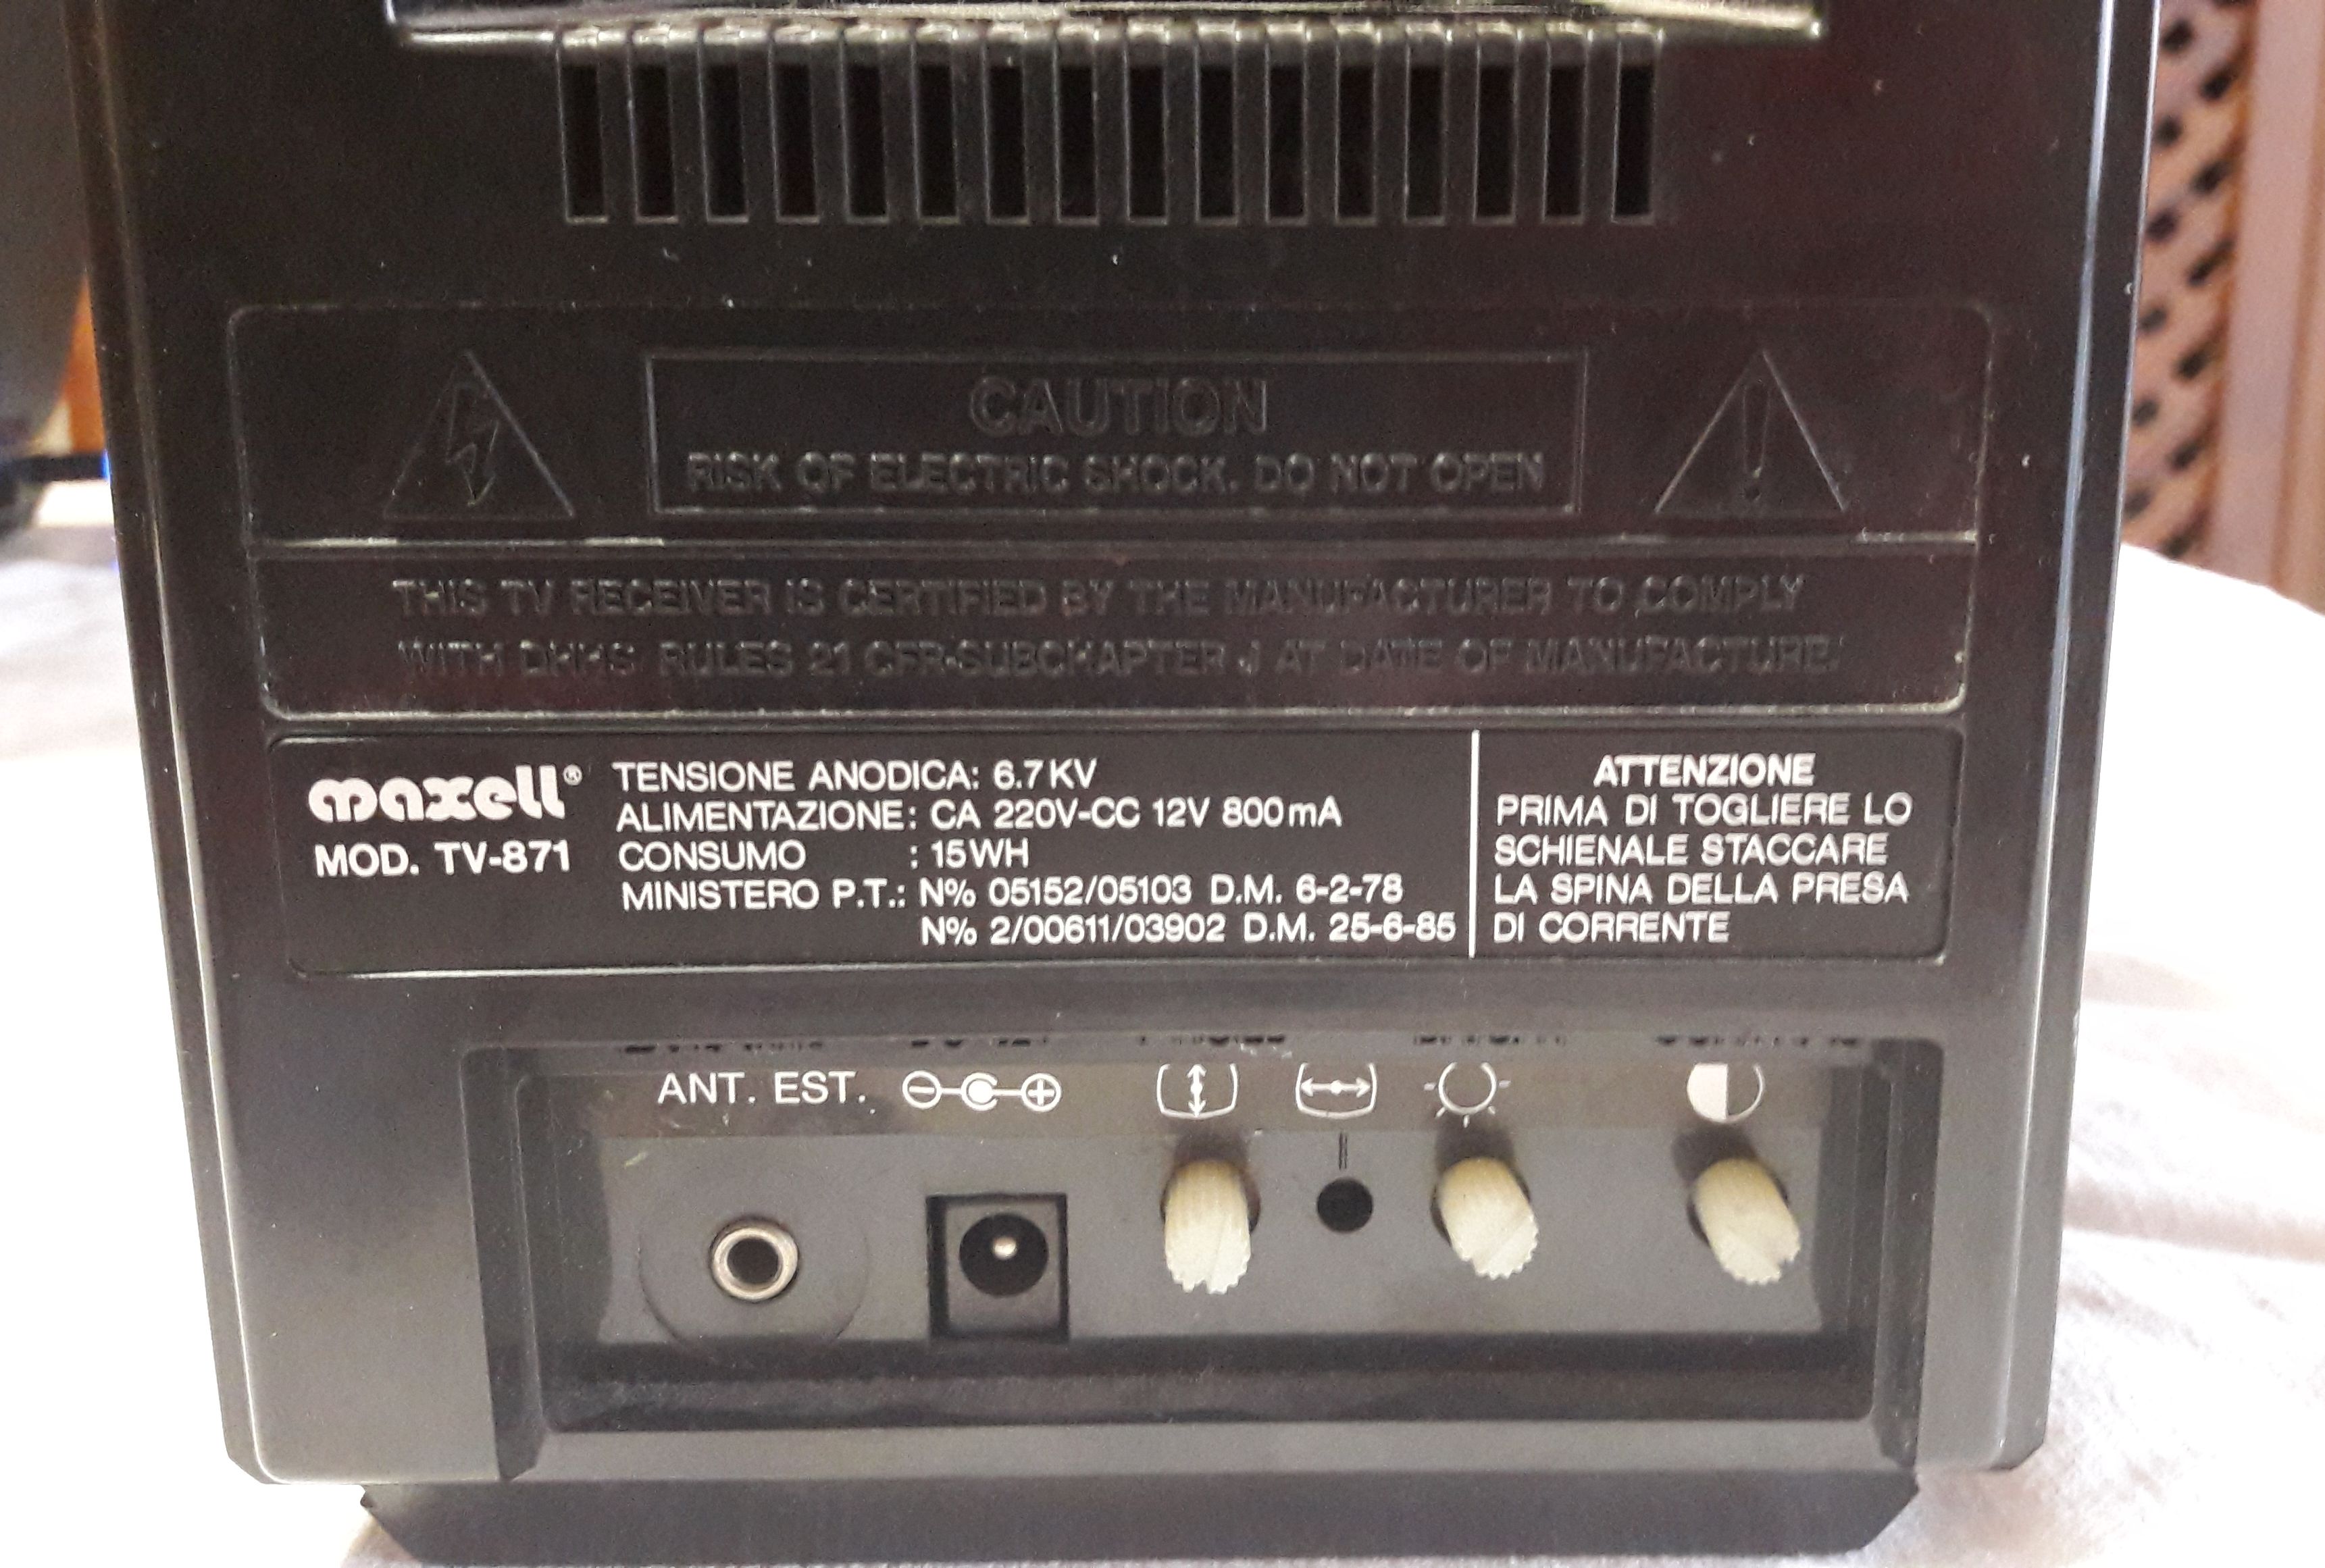 CAUTION
RISK OF ELECTRIC SHOCK. DO NOT OPEN
THIS TV RECEIVER IS CERTIFIED BY THE MANUFACTURER TO COMPLY
WITH DHHS RULES 21 CFR-SUBCHAPTER J AT DATE OF MANUFACTURE.
maxell®
MOD. TV-871
TENSIONE ANODICA: 6.7KV
ALIMENTAZIONE: CA 220V-CC 12V 800mA
CONSUMO : 15WH
MINISTERO P.T.: N% 05152/05103 D.M. 6-2-78
N% 2/00611/03902 D.M. 25-6-85
ATTENZIONE
PRIMA DI TOGLIERE LO
SCHIENALE STACCARE
LA SPINA DELLA PRESA
DI CORRENTE
ANT. EST.